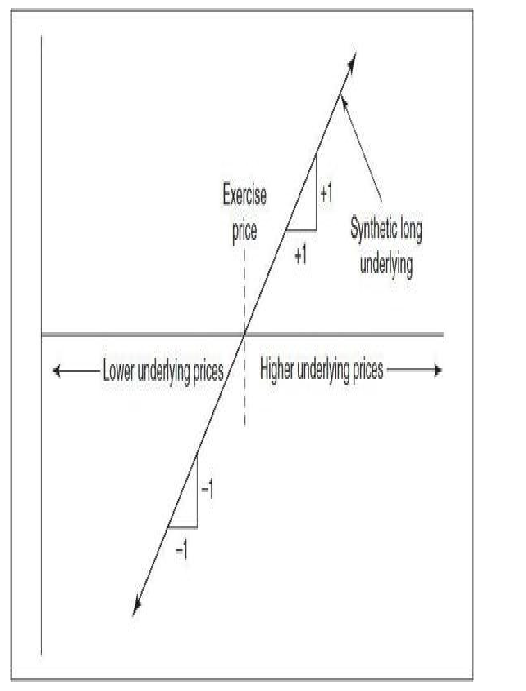 Exercise
price
+1
+1
Synthetic long
underlying
Lower underlying prices
Higher underlying prices
–1
–1